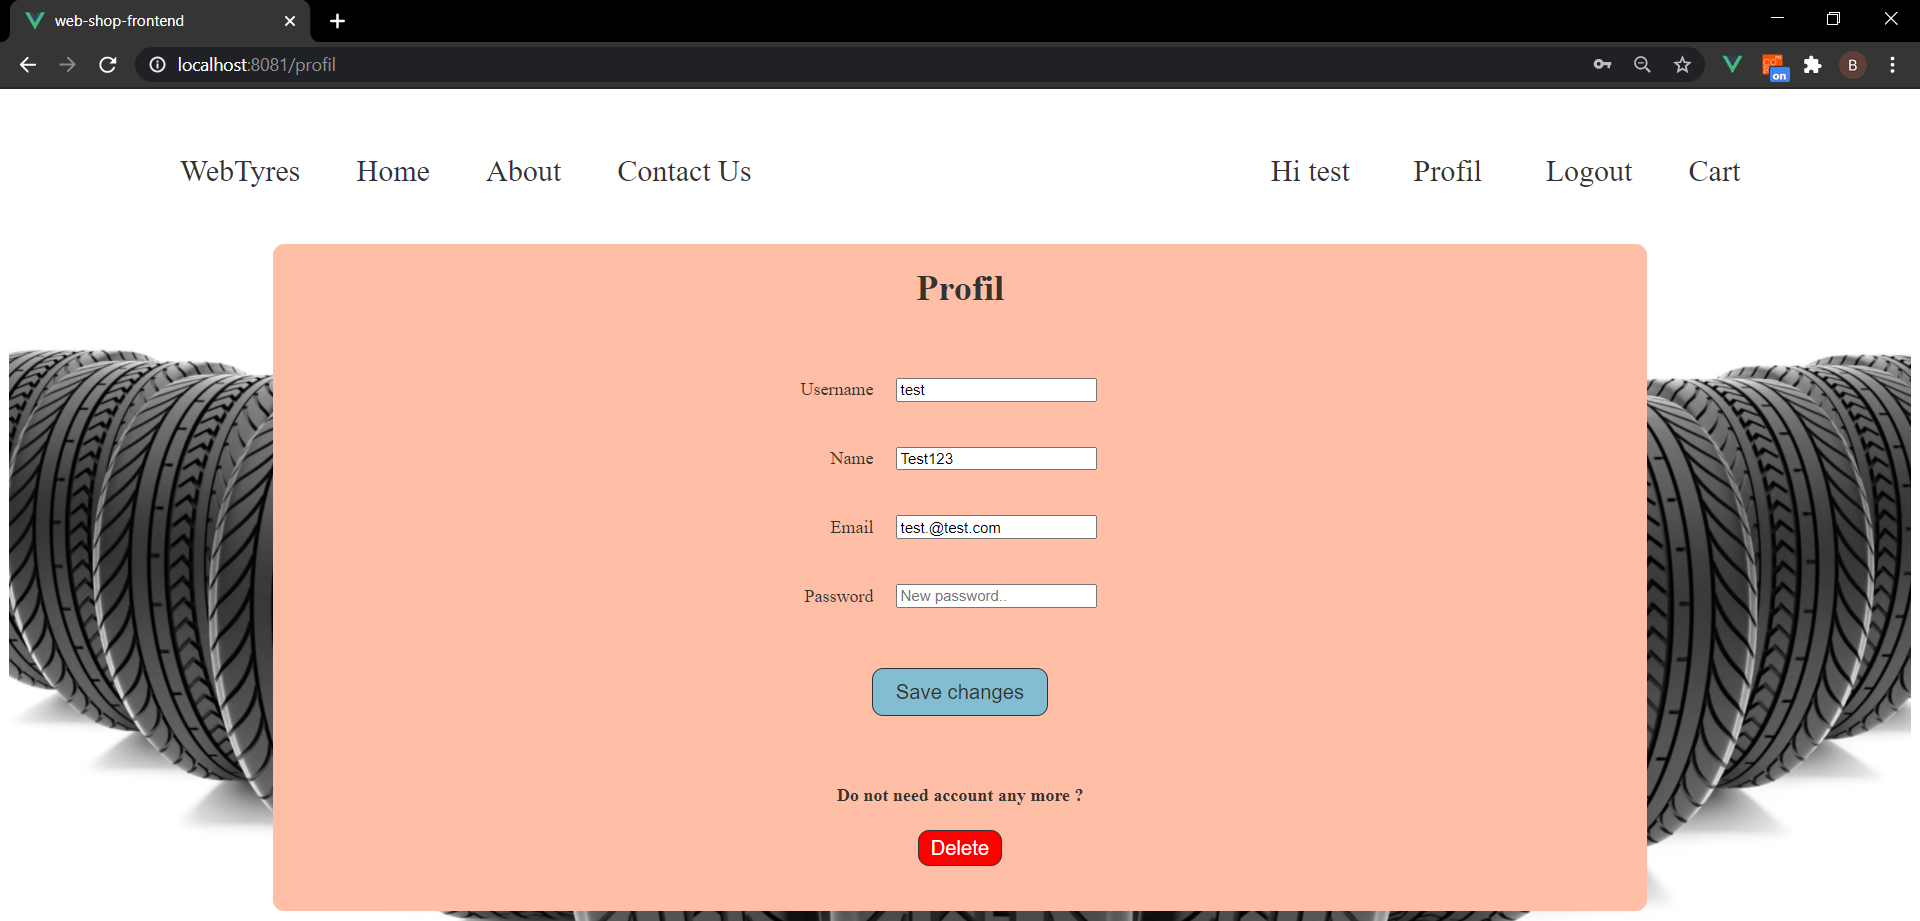 web-shop-frontend
localhost:8081/profil
on
B
WebTyres Home About Contact Us Hi test Profil Logout Cart
Profil
Username test
Name Test123
Email test.@test.com
Password New password..
Save changes
Do not need account any more ?
Delete